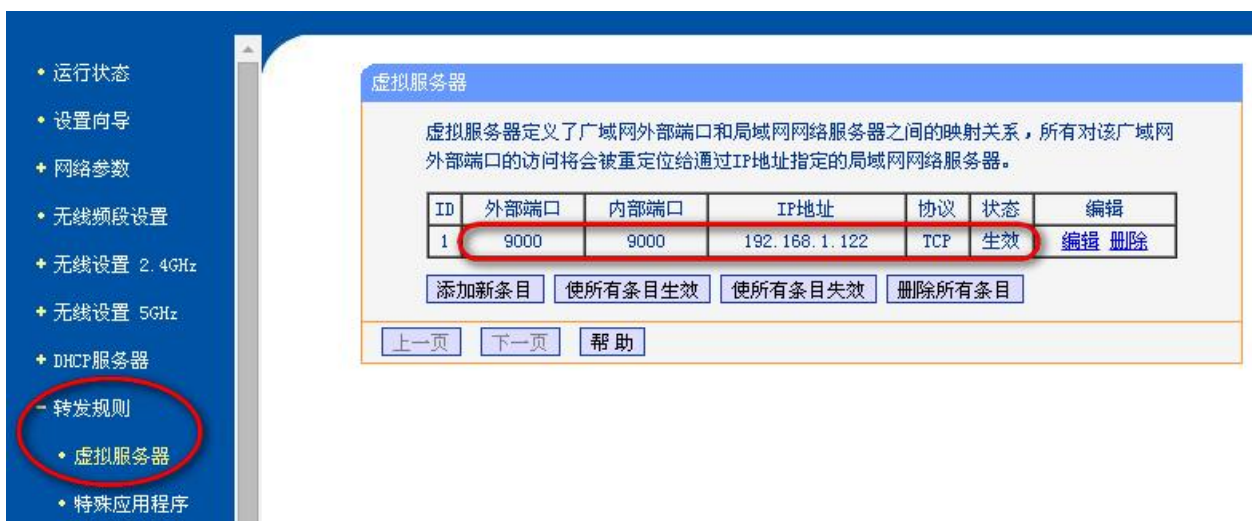 运行状态
设置向导
网络参数
无线频段设置
无线设置 2.4GHz
无线设置 5GHz
DHCP服务器
转发规则
虚拟服务器
特殊应用程序
虚拟服务器
虚拟服务器定义了广域网外部端口和局域网网络服务器之间的映射关系，所有对该广域网
外部端口的访问将会被重定位给通过IP地址指定的局域网网络服务器。
ID 外部端口 内部端口 IP地址 协议 状态 编辑
1 9000 9000 192.168.1.122 TCP 生效 编辑 删除
添加新条目 使所有条目生效 使所有条目失效 删除所有条目
上一页 下一页 帮助